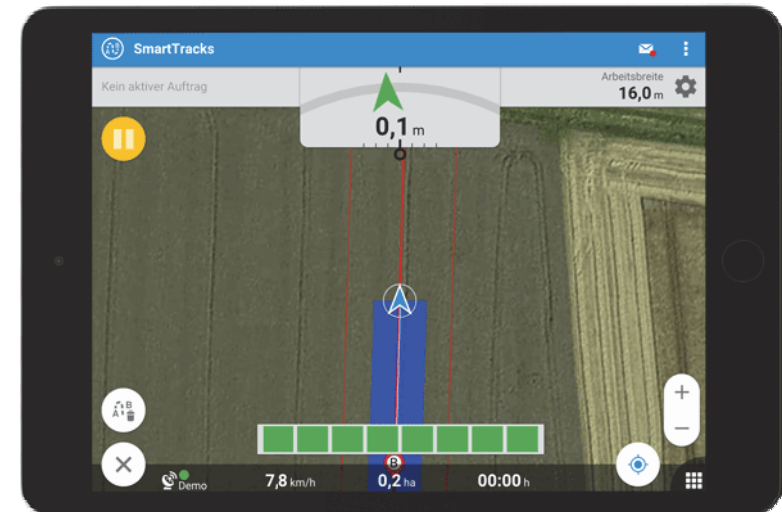 SmartTracks
Kein aktiver Auftrag
Arbeitsbreite
16,0 m
0,1 m
A B
B
Demo
7,8 km/h
0,2 ha
00:00 h